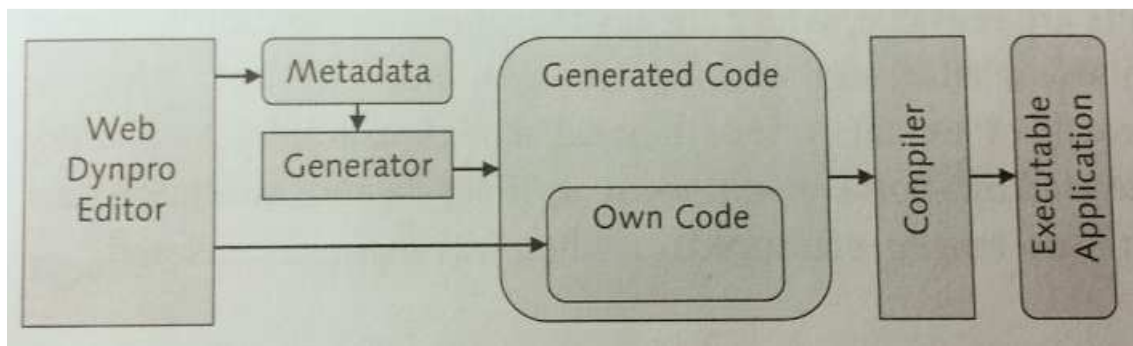 Web
Dynpro
Editor
Metadata
Generator
Generated Code
Own Code
Compiler
Executable
Application